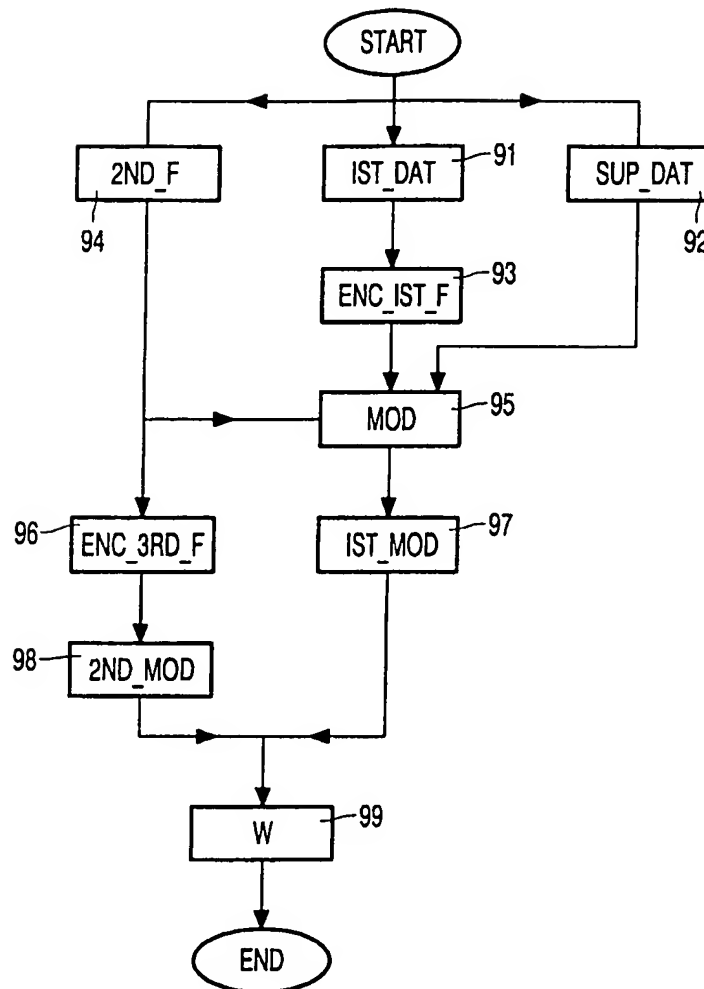 START
2ND_F
94
IST_DAT
91
SUP_DAT
92
ENC_IST_F
93
MOD
95
96
ENC_3RD_F
IST_MOD
97
98
2ND_MOD
W
99
END